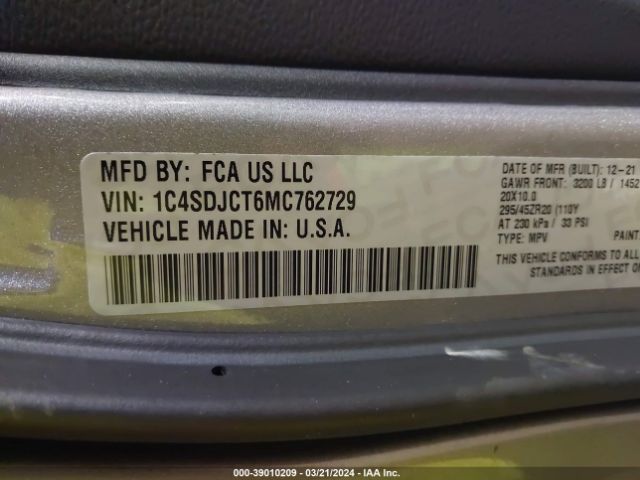 MFD BY: FCA US LLC
VIN: 1C4SDJCT6MC762729
VEHICLE MADE IN: U.S.A.
DATE OF MFR (BUILT): 12-21
GAWR FRONT: 3200 LB / 1452
20X10.0
295/45ZR20 (110Y
AT 230 kPa / 33 PSI
TYPE: MPV PAINT
THIS VEHICLE CONFORMS TO
STANDARDS IN EFFECT O
000-39010209 - 03/21/2024 - IAA Inc.